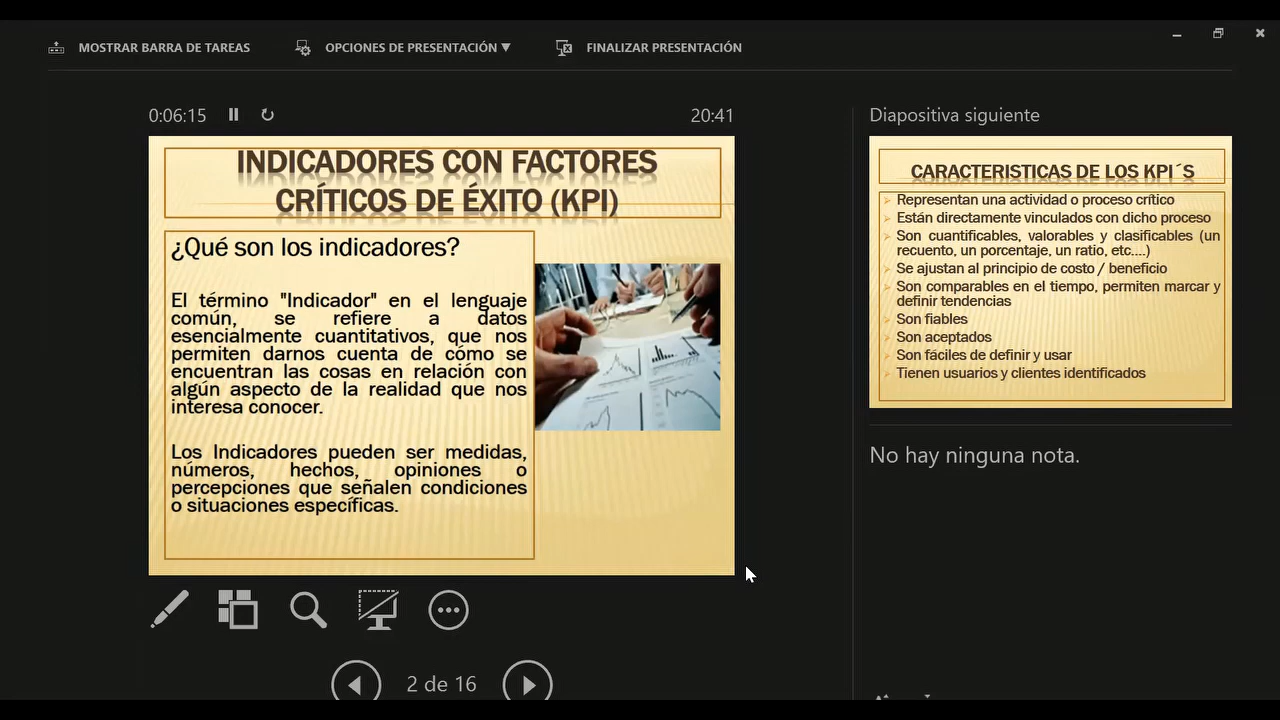 MOSTRAR BARRA DE TAREAS
OPCIONES DE PRESENTACIÓN
FINALIZAR PRESENTACIÓN
0:06:15
20:41
INDICADORES CON FACTORES
CRÍTICOS DE ÉXITO (KPI)
¿Qué son los indicadores?
El término "Indicador" en el lenguaje
común, se refiere a datos
esencialmente cuantitativos, que nos
permiten darnos cuenta de cómo se
encuentran las cosas en relación con
algún aspecto de la realidad que nos
interesa conocer.
Los Indicadores pueden ser medidas,
números, hechos, opiniones o
percepciones que señalen condiciones
o situaciones específicas.
2 de 16
Diapositiva siguiente
CARACTERISTICAS DE LOS KPI´S
Representan una actividad o proceso crítico
Están directamente vinculados con dicho proceso
Son cuantificables, valorables y clasificables (un
recuento, un porcentaje, un ratio, etc....)
Se ajustan al principio de costo / beneficio
Son comparables en el tiempo, permiten marcar y
definir tendencias
Son fiables
Son aceptados
Son fáciles de definir y usar
Tienen usuarios y clientes identificados
No hay ninguna nota.